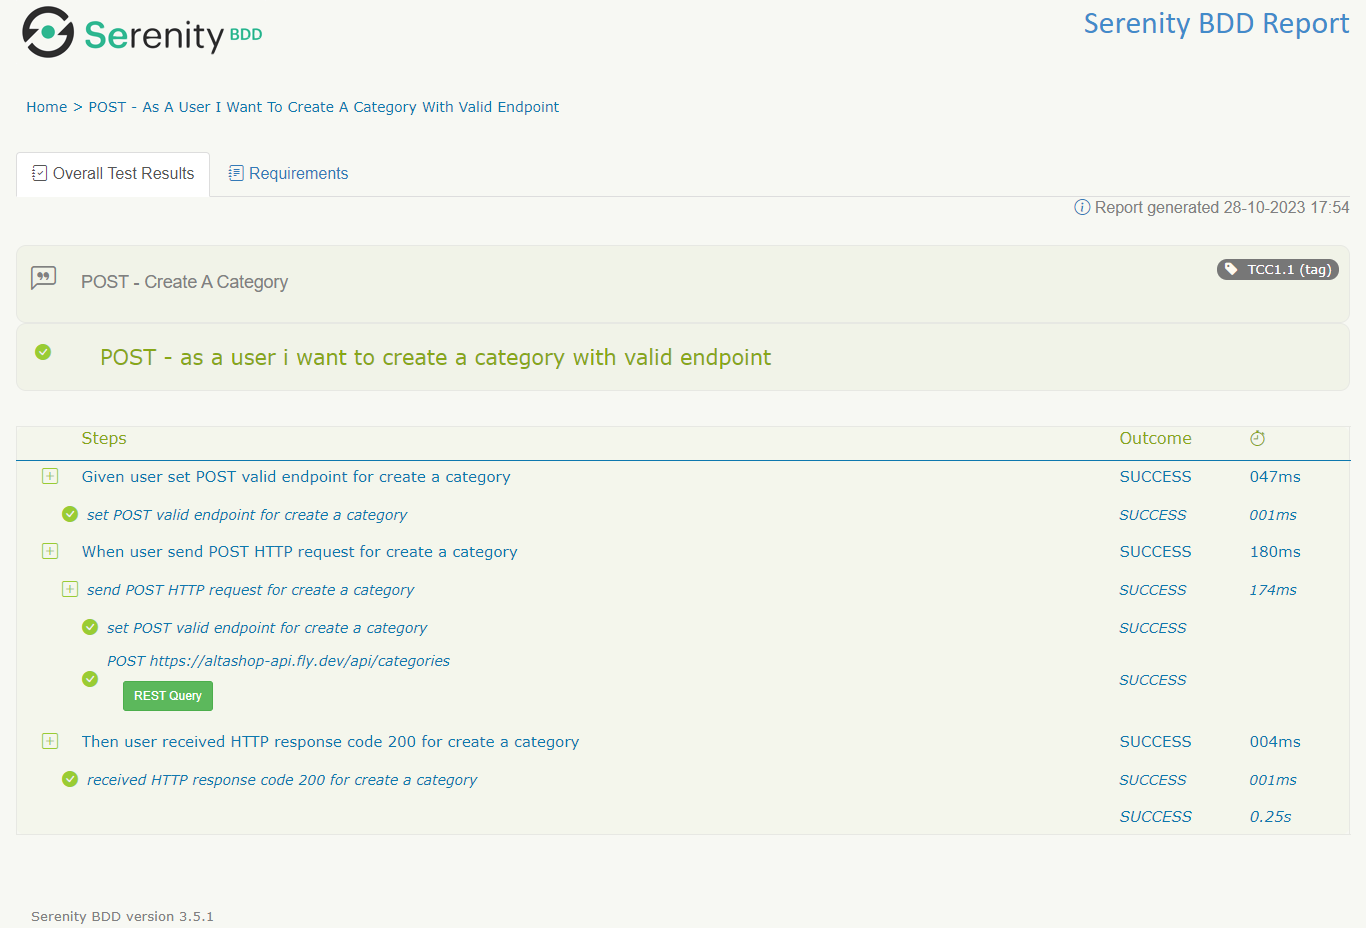 Serenity BDD
Serenity BDD Report
Home > POST - As A User I Want To Create A Category With Valid Endpoint
Overall Test Results
Requirements
Report generated 28-10-2023 17:54
POST - Create A Category
TCC1.1 (tag)
POST - as a user i want to create a category with valid endpoint
Steps Outcome
Given user set POST valid endpoint for create a category SUCCESS 047ms
set POST valid endpoint for create a category SUCCESS 001ms
When user send POST HTTP request for create a category SUCCESS 180ms
send POST HTTP request for create a category SUCCESS 174ms
set POST valid endpoint for create a category SUCCESS
POST https://altashop-api.fly.dev/api/categories
SUCCESS
REST Query
Then user received HTTP response code 200 for create a category SUCCESS 004ms
received HTTP response code 200 for create a category SUCCESS 001ms
SUCCESS 0.25s
Serenity BDD version 3.5.1